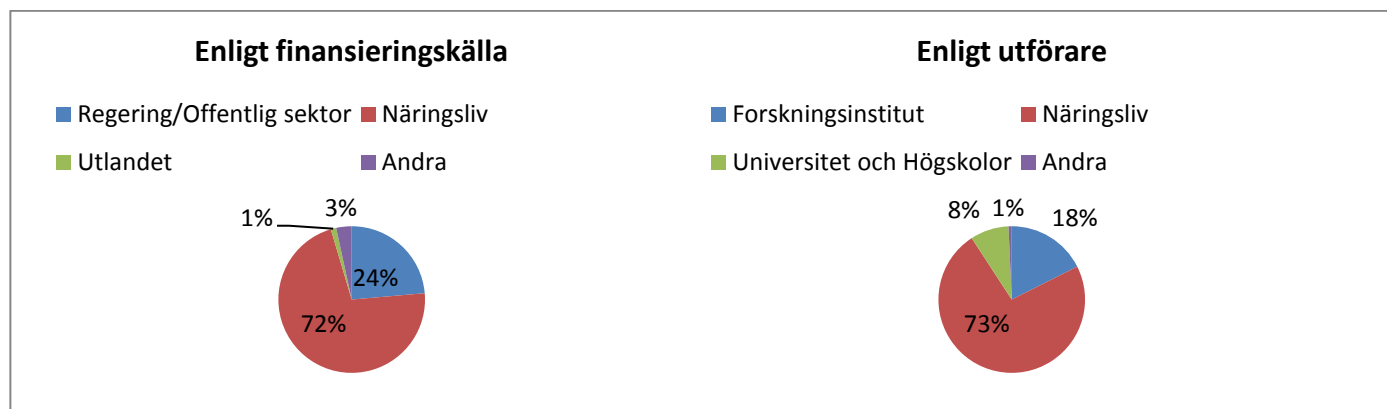 Enligt finansieringskälla
Regering/Offentlig sektor Näringsliv
Utlandet Andra
1% 3%
24%
72%
Enligt utförare
Forskningsinstitut Näringsliv
Universitet och Högskolor Andra
8% 1% 18%
73%